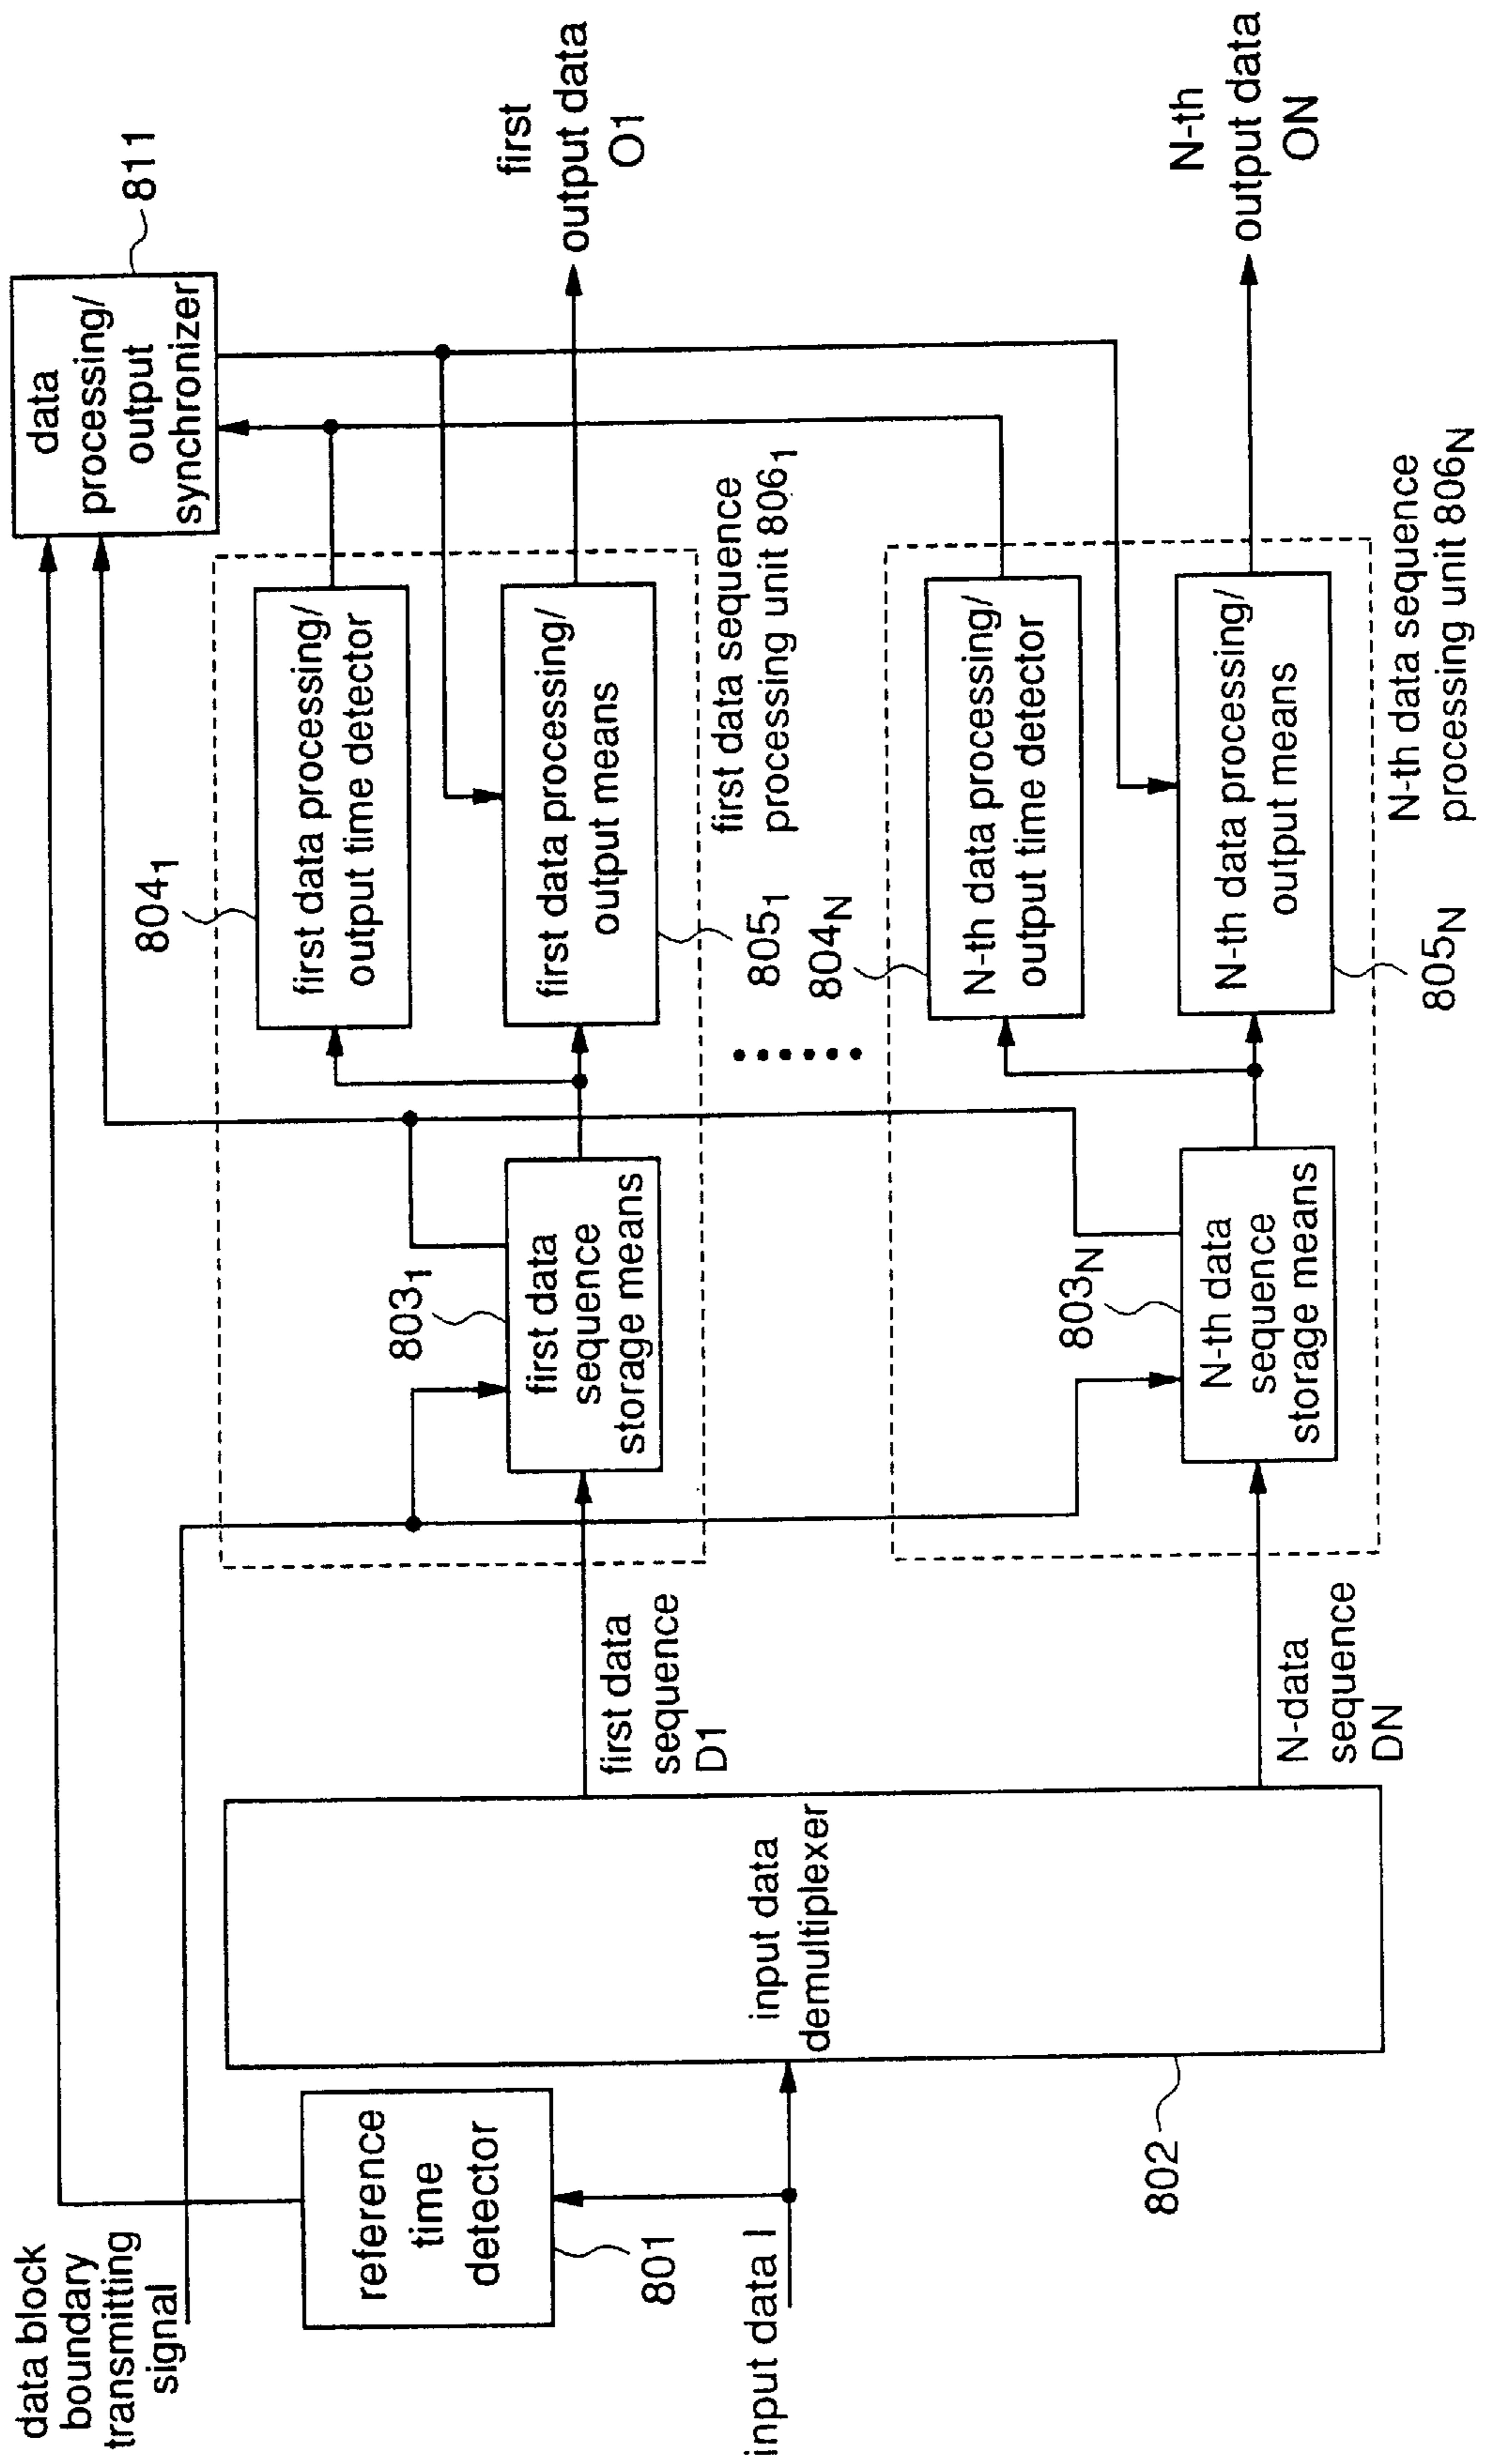 data block
boundary
transmitting
signal
input data I
reference
time
detector
801
input data
demultiplexer
802
first data
sequence
D1
N-data
sequence
DN
803₁
first data
sequence
storage means
803N
N-th data
sequence
storage means
804₁
first data processing/
output time detector
first data processing/
output means
805₁
first data sequence
processing unit 806₁
804N
N-th data processing/
output time detector
N-th data processing/
output means
805N
N-th data sequence
processing unit 806N
data
processing/
output
synchronizer
811
first
output data
O1
N-th
output data
ON